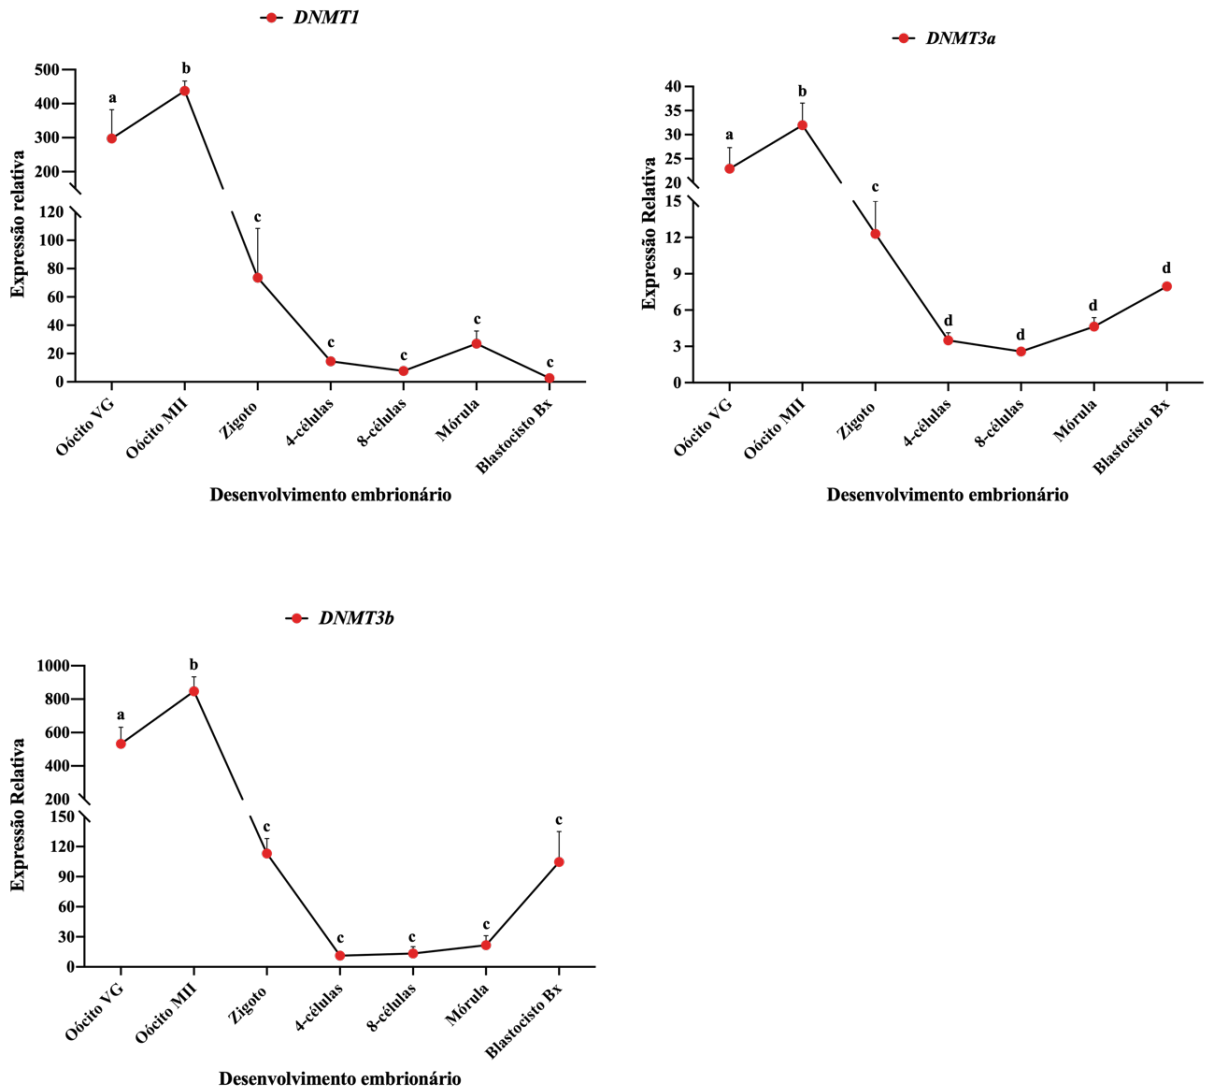 DNMT1
b
a
c
c
c
c
c
500
400
300
200
120
100
80
60
40
20
0
Expressão relativa
Oócito VG
Oócito MII
Zigoto
4-células
8-células
Mórula
Blastocisto Bx
Desenvolvimento embrionário
DNMT3a
b
a
c
d
d
d
d
40
35
30
25
20
15
12
9
6
3
0
Expressão Relativa
Oócito VG
Oócito MII
Zigoto
4-células
8-células
Mórula
Blastocisto Bx
Desenvolvimento embrionário
DNMT3b
b
a
c
c
c
c
c
1000
800
600
400
200
150
120
90
60
30
0
Expressão Relativa
Oócito VG
Oócito MII
Zigoto
4-células
8-células
Mórula
Blastocisto Bx
Desenvolvimento embrionário